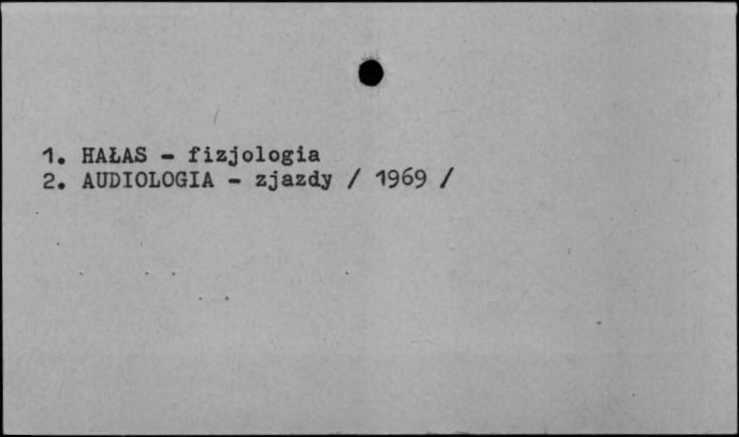 1. HAŁAS - fizjologia
2. AUDIOLOGIA - zjazdy / 1969 /